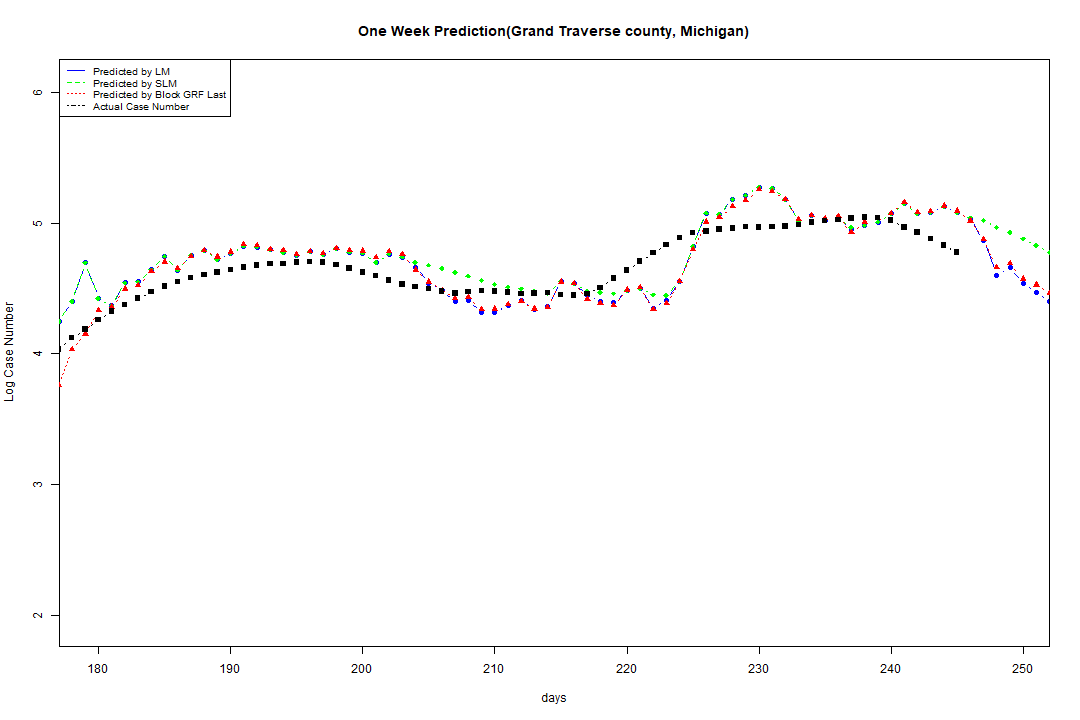 One Week Prediction(Grand Traverse county, Michigan)
Predicted by LM
Predicted by SLM
Predicted by Block GRF Last
Actual Case Number
6
5
4
3
2
Log Case Number
180 190 200 210 220 230 240 250
days